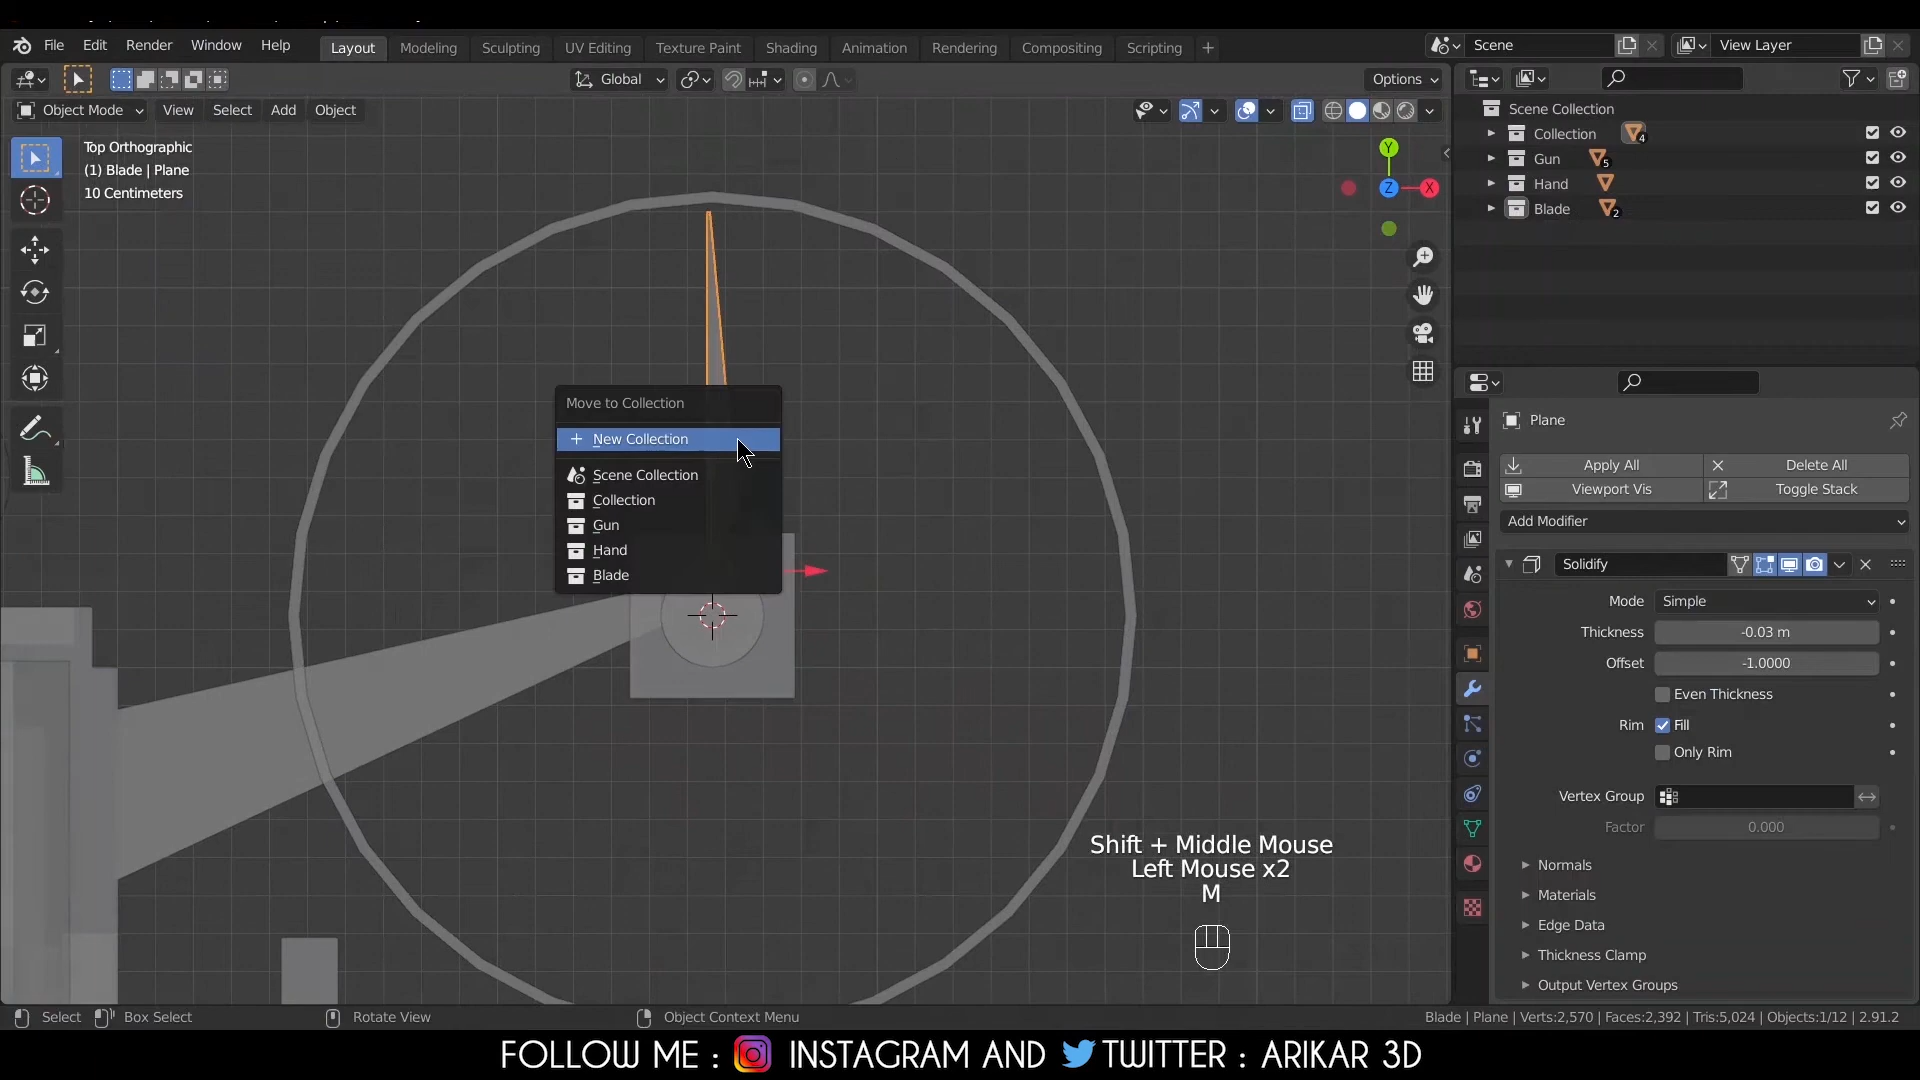 File Edit Render Window Help Layout Modeling Sculpting UV Editing Texture Paint Shading Animation Rendering Compositing Scripting + Scene View Layer
Global Options
Object Mode View Select Add Object
Top Orthographic
(1) Blade | Plane
10 Centimeters
Y
Z
X
Scene Collection
Collection 4
Gun 5
Hand
Blade 2
Move to Collection
New Collection
Scene Collection
Collection
Gun
Hand
Blade
Plane
Apply All Delete All
Viewport Vis Toggle Stack
Add Modifier
Solidify
Mode Simple
Thickness -0.03 m
Offset -1.0000
Even Thickness
Rim Fill
Only Rim
Vertex Group
Factor 0.000
Normals
Materials
Edge Data
Thickness Clamp
Output Vertex Groups
Shift + Middle Mouse
Left Mouse x2
M
Select Box Select Rotate View Object Context Menu Blade | Plane | Verts:2,570 | Faces:2,392 | Tris:5,024 | Objects:1/12 | 2.91.2
FOLLOW ME : INSTAGRAM AND TWITTER : ARIKAR 3D